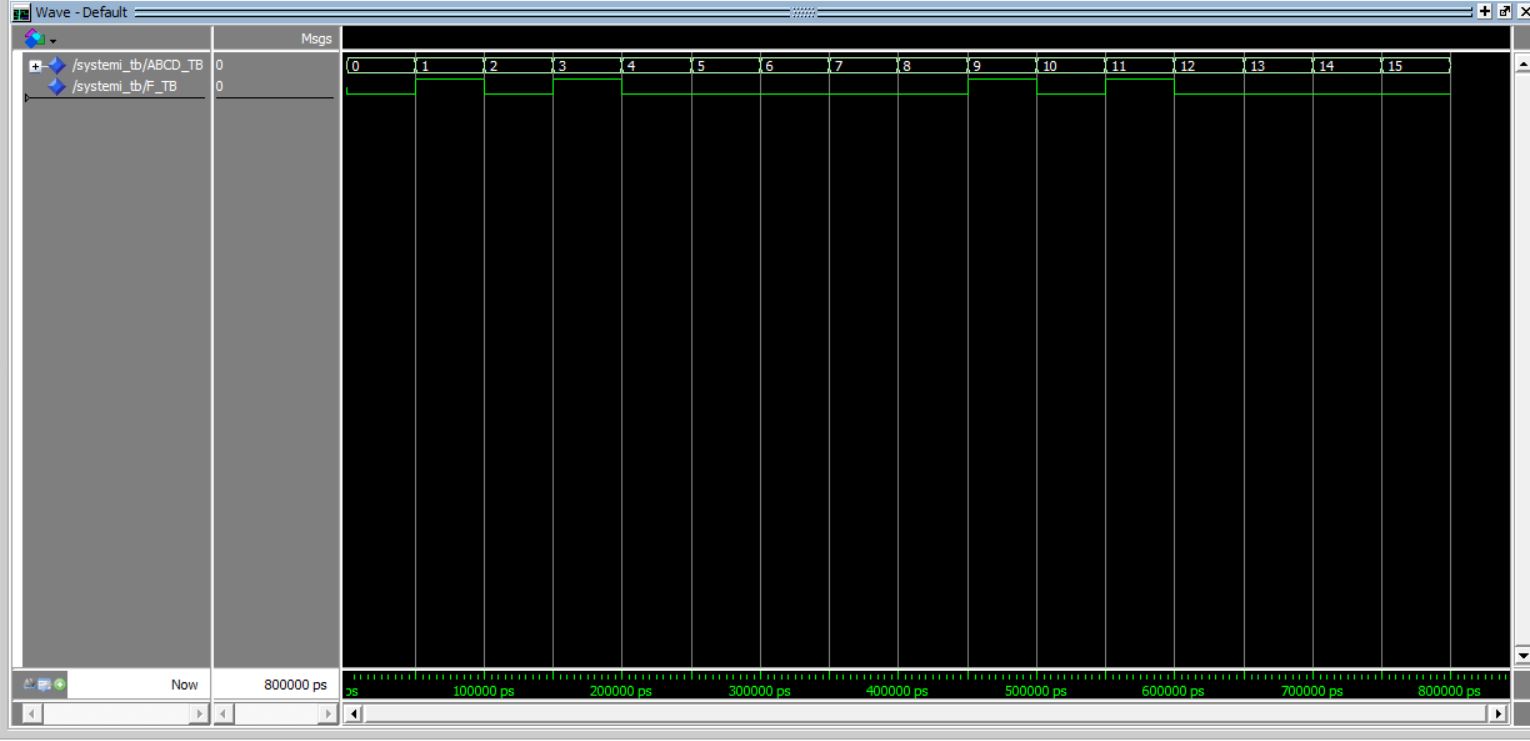 Wave - Default
Msgs
/systemi_tb/ABCD_TB 0 0 1 2 3 4 5 6 7 8 9 10 11 12 13 14 15
/systemi_tb/F_TB 0
Now 800000 ps ps 100000 ps 200000 ps 300000 ps 400000 ps 500000 ps 600000 ps 700000 ps 800000 ps